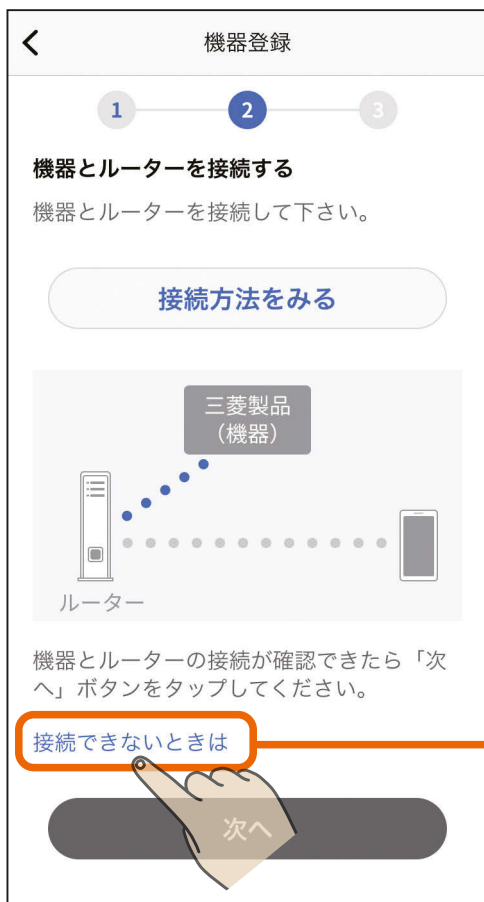 機器登録
1 2 3
機器とルーターを接続する
機器とルーターを接続して下さい。
接続方法をみる
三菱製品
（機器）
ルーター
機器とルーターの接続が確認できたら「次
へ」ボタンをタップしてください。
接続できないときは
次へ